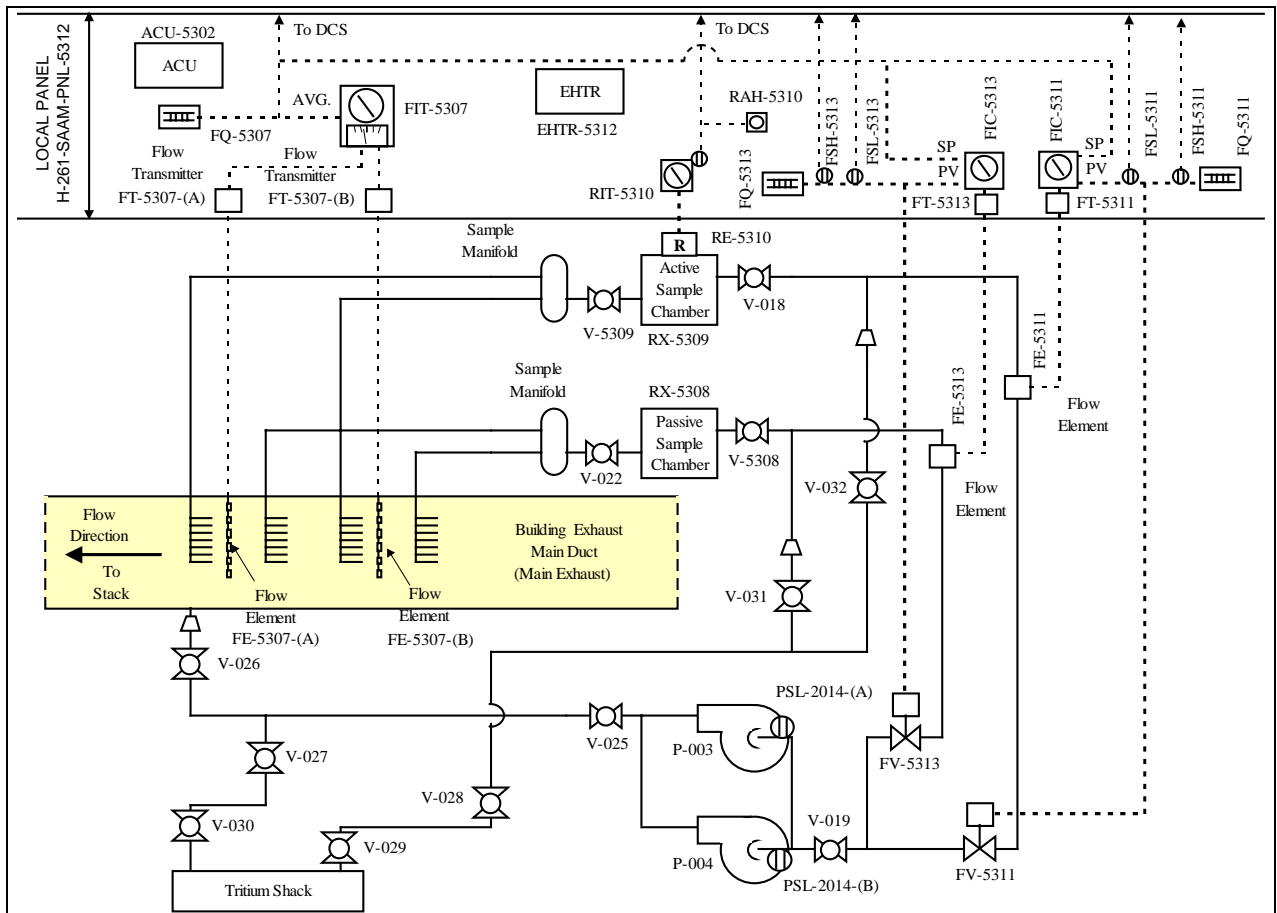 LOCAL PANEL
H-261-SAAM-PNL-5312
ACU-5302
ACU
To DCS
AVG.
FIT-5307
FQ-5307
Flow
Transmitter
FT-5307-(A)
Flow
Transmitter
FT-5307-(B)
EHTR
EHTR-5312
To DCS
RAH-5310
RIT-5310
FQ-5313
FSH-5313
FSL-5313
SP
PV
FIC-5313
FT-5313
FIC-5311
SP
PV
FT-5311
FSL-5311
FSH-5311
FQ-5311
Sample
Manifold
R
RE-5310
Active
Sample
Chamber
V-5309
RX-5309
V-018
FE-5311
Flow
Element
Sample
Manifold
RX-5308
Passive
Sample
Chamber
V-022
V-5308
FE-5313
Flow
Element
V-032
Flow
Direction
To
Stack
Building Exhaust
Main Duct
(Main Exhaust)
Flow
Element
FE-5307-(A)
Flow
Element
FE-5307-(B)
V-031
V-026
V-025
PSL-2014-(A)
P-003
FV-5313
V-027
V-028
V-030
V-029
V-019
P-004
PSL-2014-(B)
FV-5311
Tritium Shack